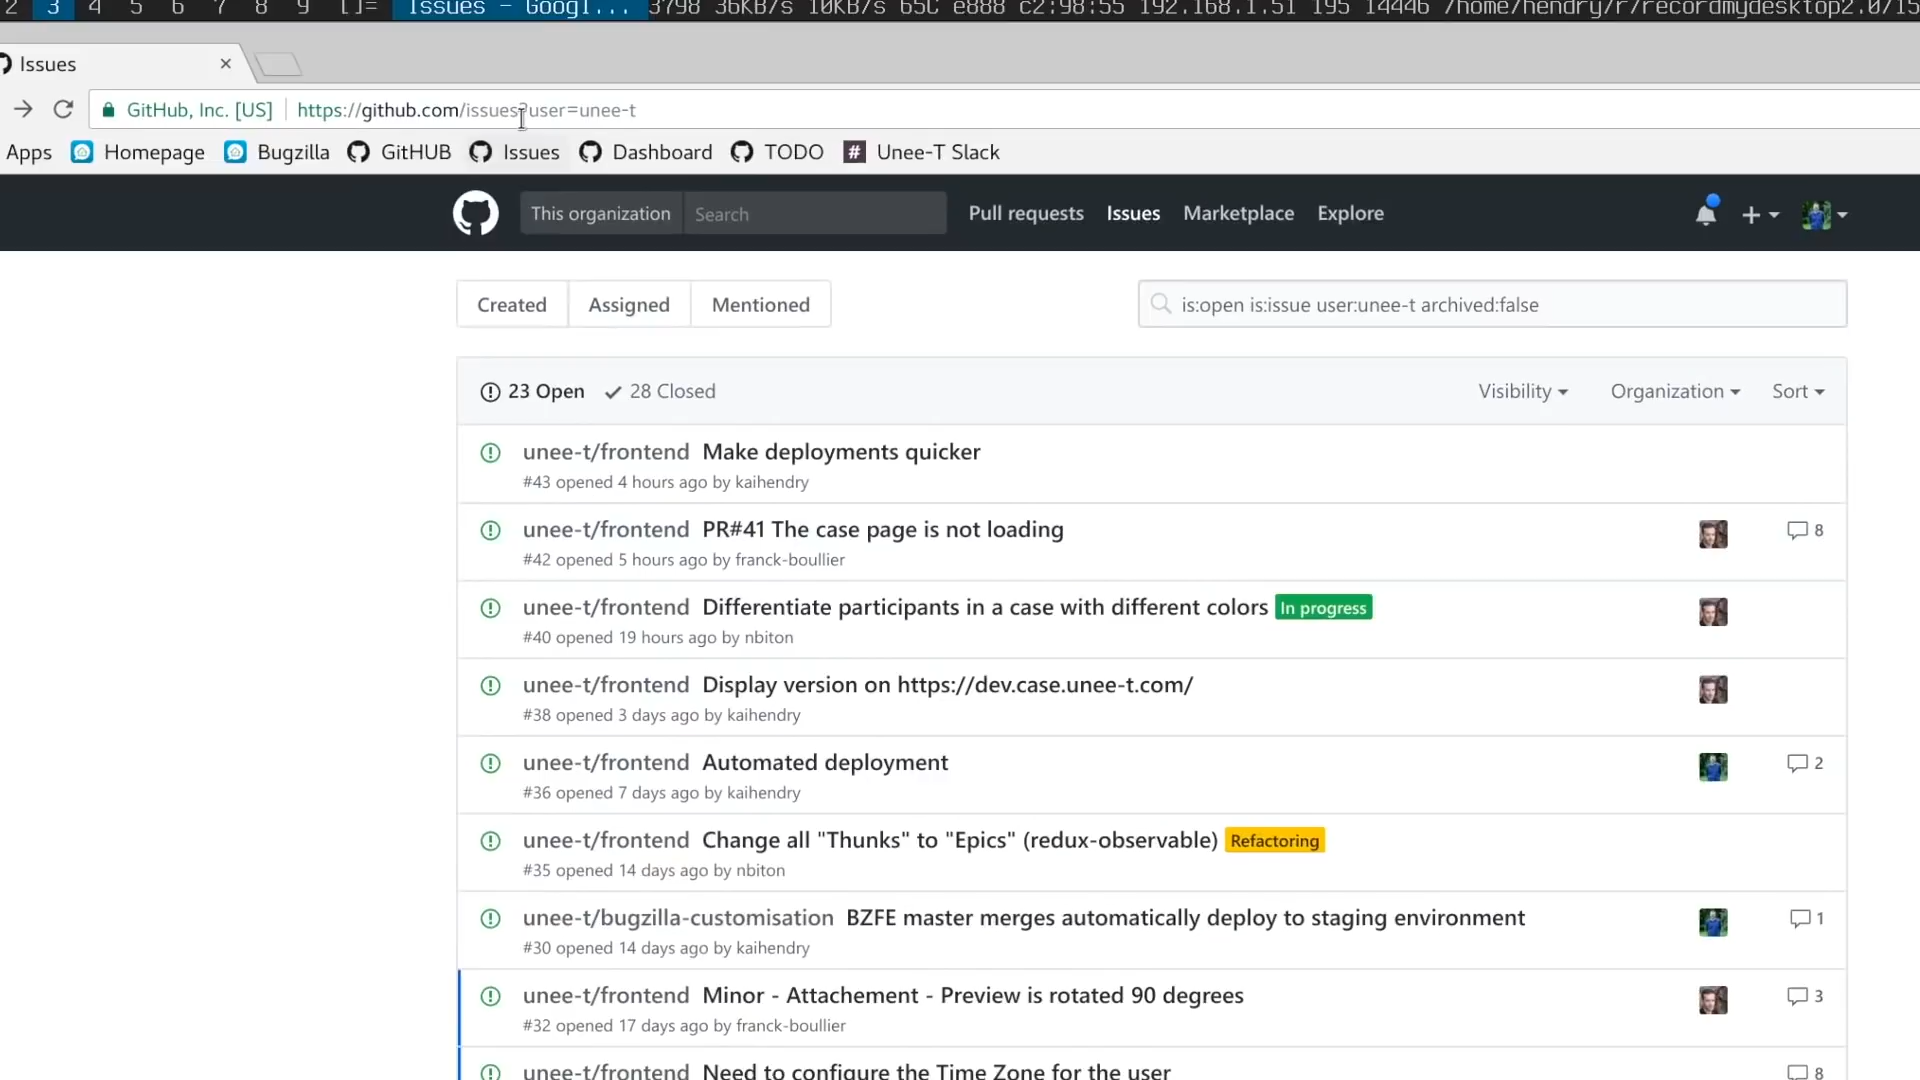 2 3 4 5 6 7 8 9 []= Issues - Googl... 3798 36KB/s 10KB/s 65C e888 c2:98:55 192.168.1.51 195 14446 /home/hendry/r/recordmydesktop2.0/15
Issues
GitHub, Inc. [US] https://github.com/issues?user=unee-t
Apps Homepage Bugzilla GitHUB Issues Dashboard TODO # Unee-T Slack
This organization Search Pull requests Issues Marketplace Explore
Created Assigned Mentioned is:open is:issue user:unee-t archived:false
23 Open 28 Closed Visibility Organization Sort
unee-t/frontend Make deployments quicker
#43 opened 4 hours ago by kaihendry
unee-t/frontend PR#41 The case page is not loading 8
#42 opened 5 hours ago by franck-boullier
unee-t/frontend Differentiate participants in a case with different colors In progress
#40 opened 19 hours ago by nbiton
unee-t/frontend Display version on https://dev.case.unee-t.com/
#38 opened 3 days ago by kaihendry
unee-t/frontend Automated deployment 2
#36 opened 7 days ago by kaihendry
unee-t/frontend Change all "Thunks" to "Epics" (redux-observable) Refactoring
#35 opened 14 days ago by nbiton
unee-t/bugzilla-customisation BZFE master merges automatically deploy to staging environment 1
#30 opened 14 days ago by kaihendry
unee-t/frontend Minor - Attachement - Preview is rotated 90 degrees 3
#32 opened 17 days ago by franck-boullier
unee-t/frontend Need to configure the Time Zone for the user 8